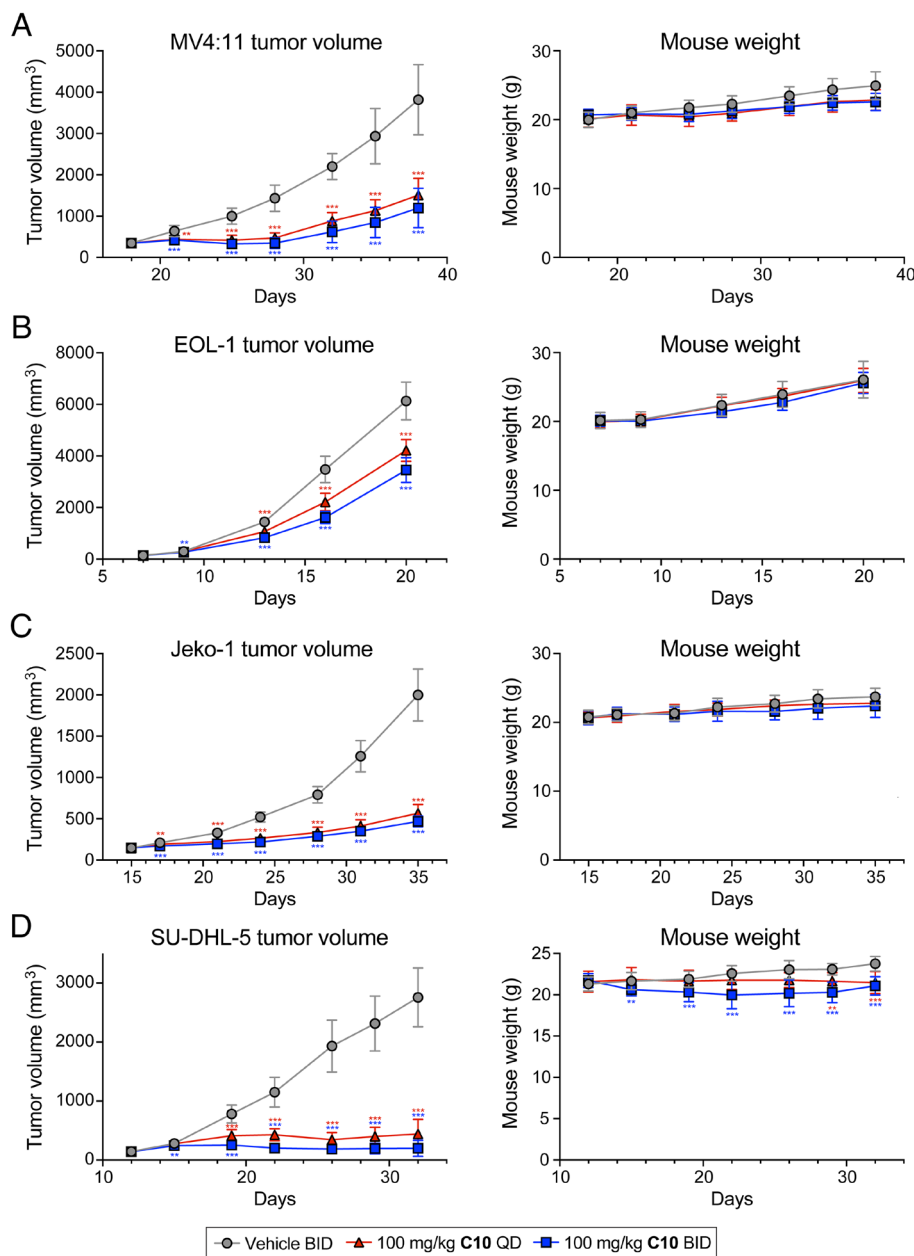 A
MV4:11 tumor volume
Tumor volume (mm³)
5000
4000
3000
2000
1000
0
** *** *** *** *** *** ***
*** *** *** *** *** ***
20 30 40
Days
Mouse weight
Mouse weight (g)
30
20
10
0
20 30 40
Days
B
EOL-1 tumor volume
Tumor volume (mm³)
8000
6000
4000
2000
0
** *** *** ***
*** *** ***
5 10 15 20
Days
Mouse weight
Mouse weight (g)
30
20
10
0
5 10 15 20
Days
C
Jeko-1 tumor volume
Tumor volume (mm³)
2500
2000
1500
1000
500
0
** *** *** *** *** ***
*** *** *** *** *** ***
15 20 25 30 35
Days
Mouse weight
Mouse weight (g)
30
20
10
0
15 20 25 30 35
Days
D
SU-DHL-5 tumor volume
Tumor volume (mm³)
3000
2000
1000
0
*** *** *** *** ***
*** *** *** ***
** ***
10 20 30
Days
Mouse weight
Mouse weight (g)
25
20
15
10
5
0
** *** *** *** ** ***
*** ***
10 20 30
Days
Vehicle BID 100 mg/kg C10 QD 100 mg/kg C10 BID